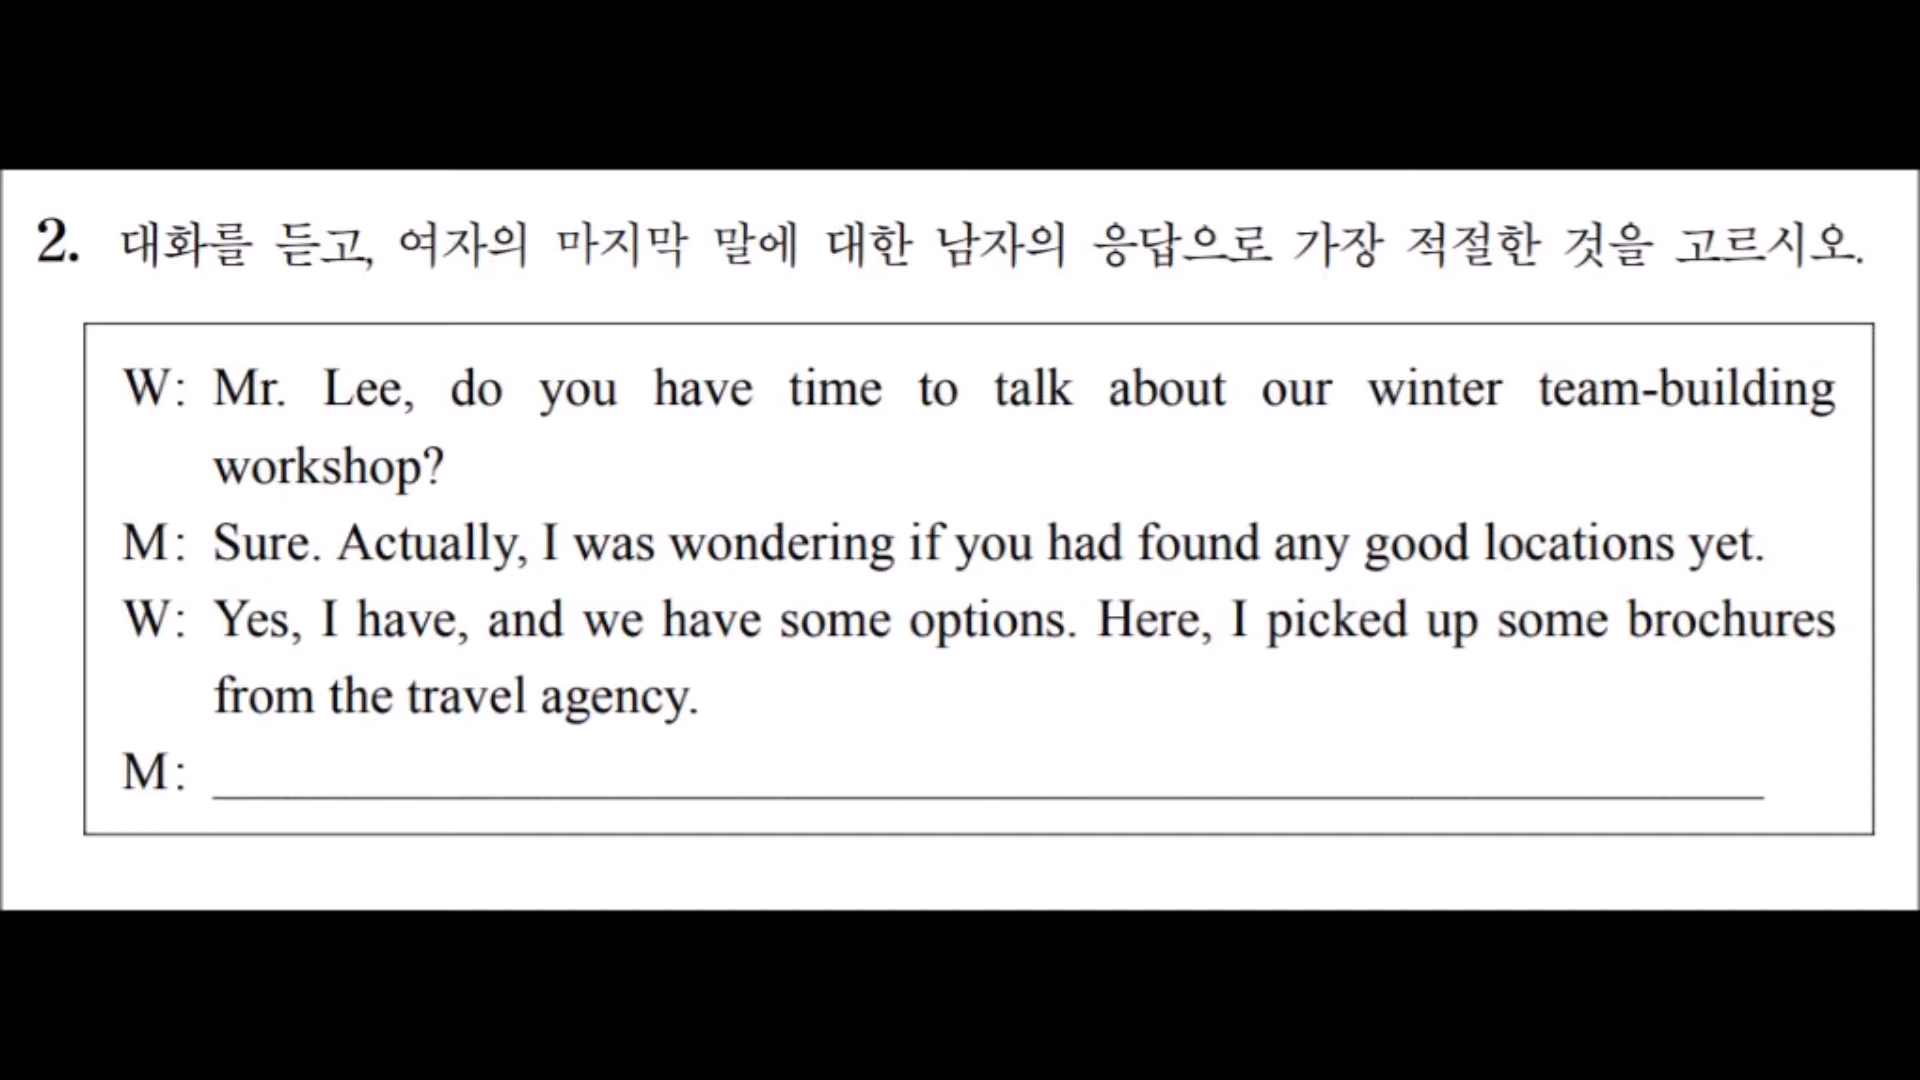 2. 대화를 듣고, 여자의 마지막 말에 대한 남자의 응답으로 가장 적절한 것을 고르시오.
W: Mr. Lee, do you have time to talk about our winter team-building
workshop?
M: Sure. Actually, I was wondering if you had found any good locations yet.
W: Yes, I have, and we have some options. Here, I picked up some brochures
from the travel agency.
M: